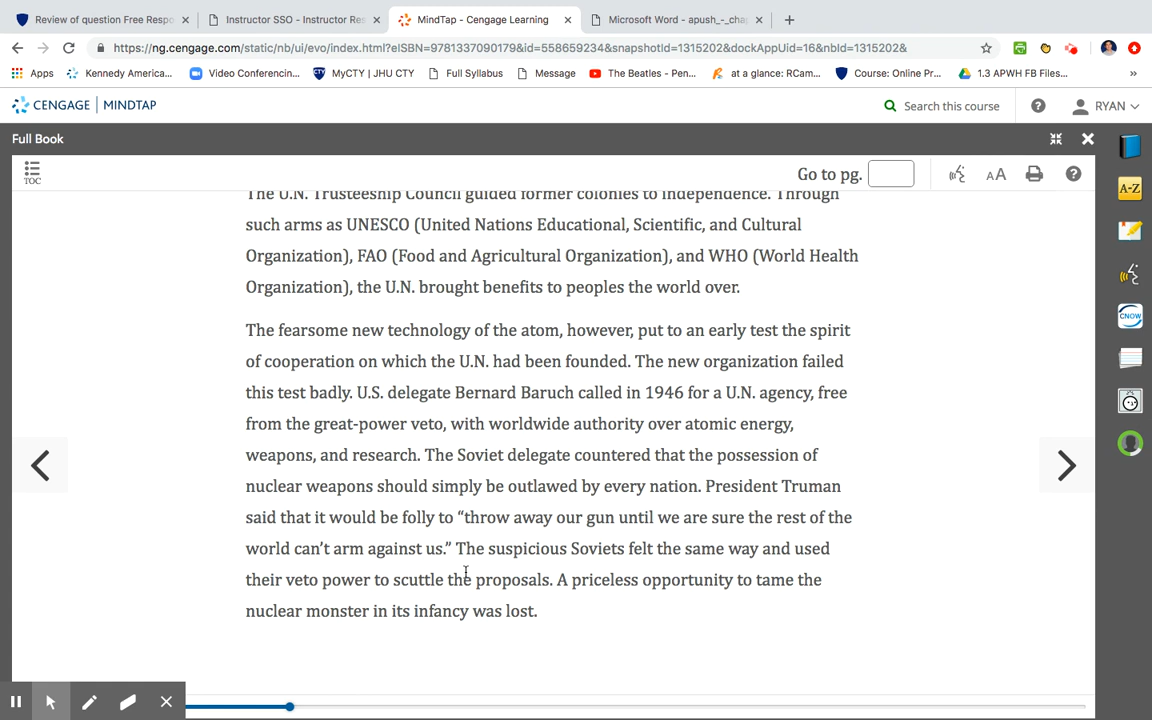 Review of question Free Respo
Instructor SSO - Instructor Res
MindTap - Cengage Learning
Microsoft Word - apush_-_cha
https://ng.cengage.com/static/nb/ui/evo/index.html?eISBN=9781337090179&id=558659234&snapshotId=1315202&dockAppUid=16&nbId=1315202&
Apps
Kennedy America...
Video Conferencin...
CTY
MyCTY | JHU CTY
Full Syllabus
Message
The Beatles - Pen...
at a glance: RCam...
Course: Online Pr...
1.3 APWH FB Files...
»
CENGAGE | MINDTAP
Search this course
RYAN
Full Book
TOC
Go to pg.
AA
A-Z
CNOW
The U.N. Trusteeship Council guided former colonies to independence. Through
such arms as UNESCO (United Nations Educational, Scientific, and Cultural
Organization), FAO (Food and Agricultural Organization), and WHO (World Health
Organization), the U.N. brought benefits to peoples the world over.
The fearsome new technology of the atom, however, put to an early test the spirit
of cooperation on which the U.N. had been founded. The new organization failed
this test badly. U.S. delegate Bernard Baruch called in 1946 for a U.N. agency, free
from the great-power veto, with worldwide authority over atomic energy,
weapons, and research. The Soviet delegate countered that the possession of
nuclear weapons should simply be outlawed by every nation. President Truman
said that it would be folly to “throw away our gun until we are sure the rest of the
world can’t arm against us.” The suspicious Soviets felt the same way and used
their veto power to scuttle the proposals. A priceless opportunity to tame the
nuclear monster in its infancy was lost.